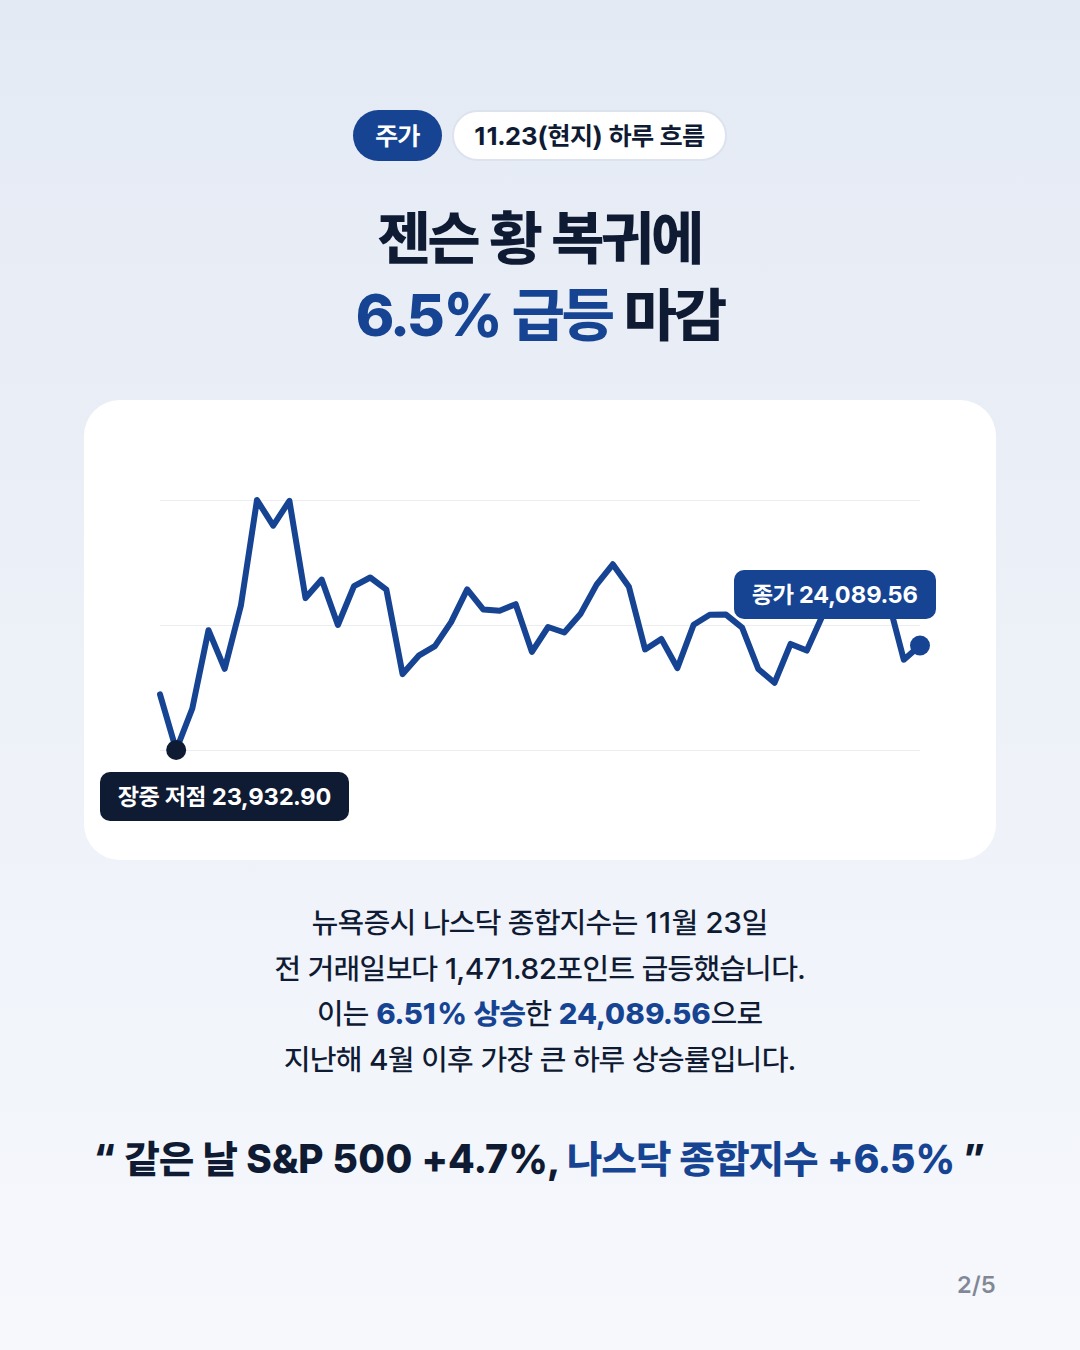 주가 11.23(현지) 하루 흐름
젠슨 황 복귀에
6.5% 급등 마감
종가 24,089.56
장중 저점 23,932.90
뉴욕증시 나스닥 종합지수는 11월 23일
전 거래일보다 1,471.82포인트 급등했습니다.
이는 6.51% 상승한 24,089.56으로
지난해 4월 이후 가장 큰 하루 상승률입니다.
“ 같은 날 S&P 500 +4.7%, 나스닥 종합지수 +6.5% ”
2/5